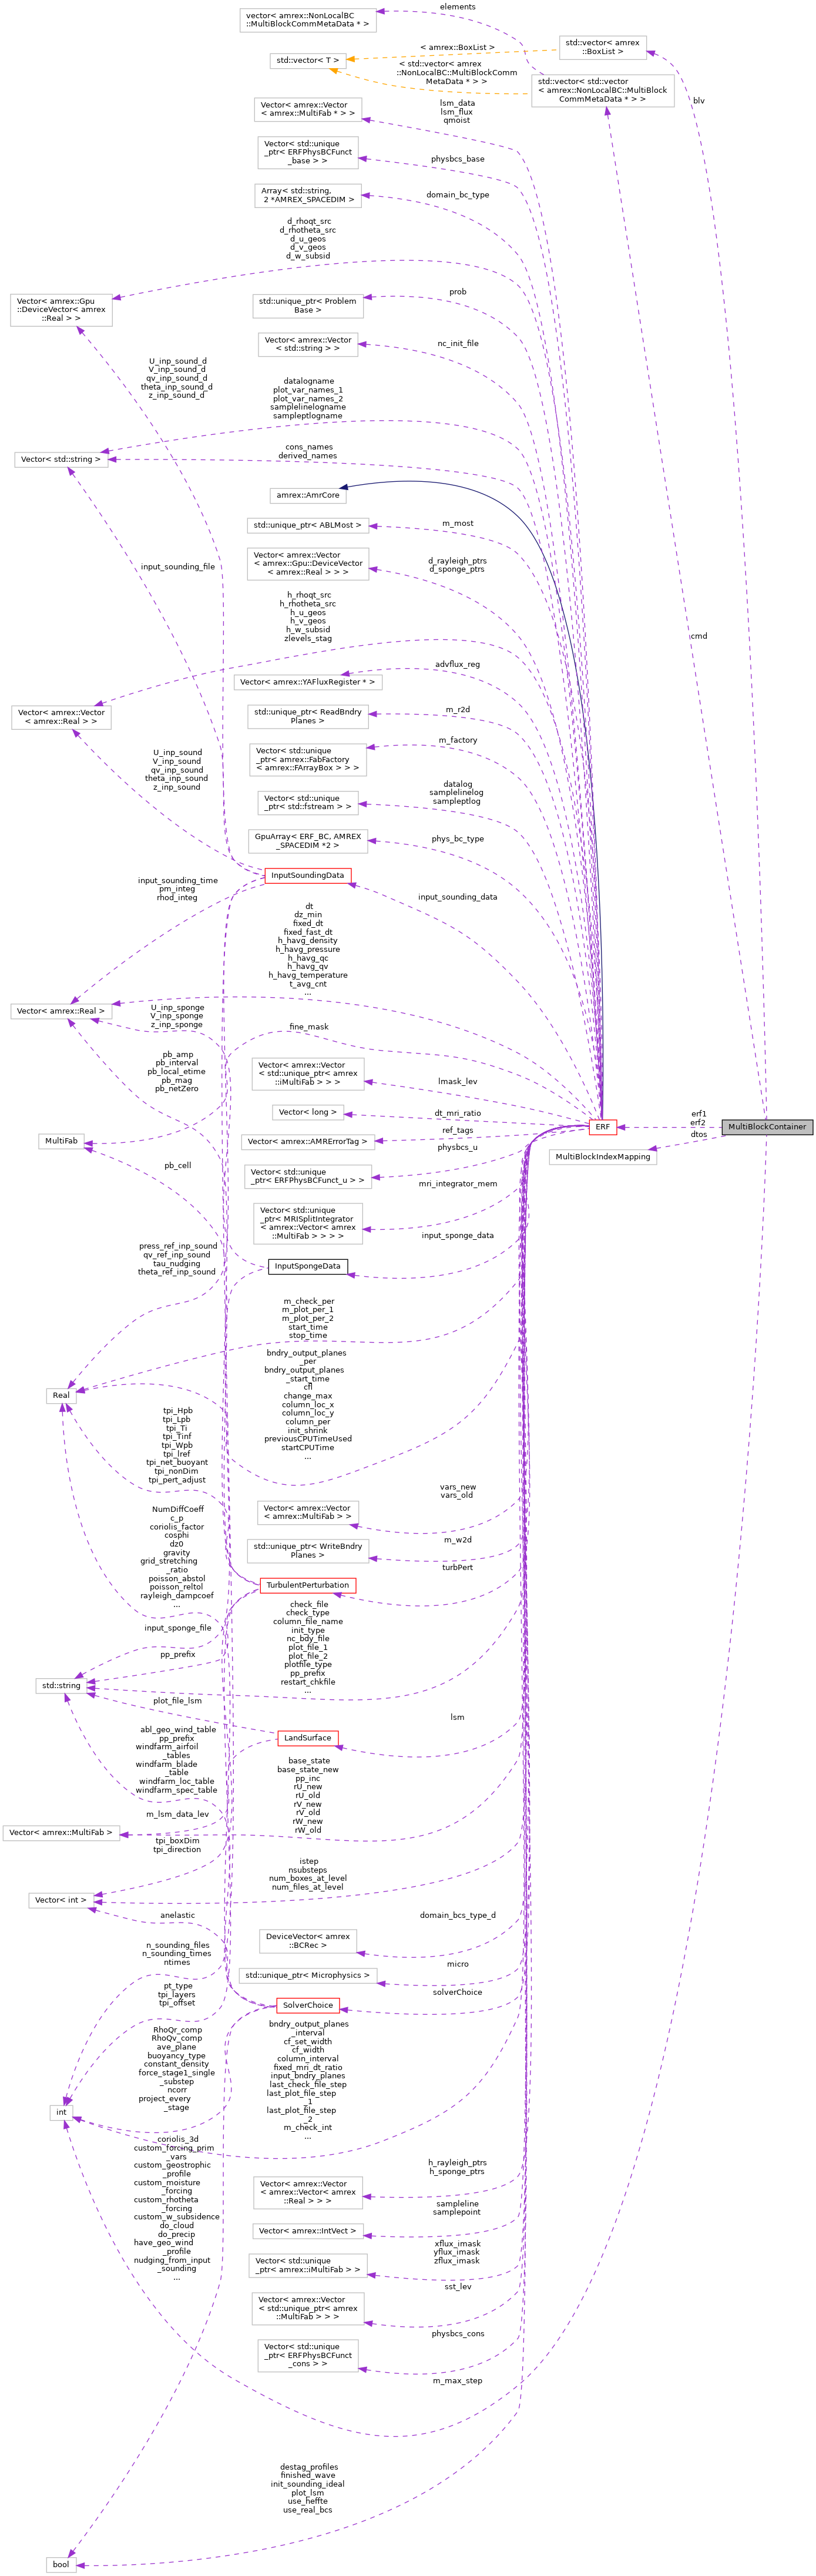 elements
vector< amrex::NonLocalBC
::MultiBlockCommMetaData * >
std::vector< amrex
::BoxList >
< amrex::BoxList >
std::vector< T >
< std::vector< amrex
::NonLocalBC::MultiBlockComm
MetaData * > >
std::vector< std::vector
< amrex::NonLocalBC::MultiBlock
CommMetaData * > >
blv
Vector< amrex::Vector
< amrex::MultiFab * > >
lsm_data
lsm_flux
qmoist
Vector< std::unique
_ptr< ERFPhysBCFunct
_base > >
physbcs_base
Array< std::string,
2 *AMREX_SPACEDIM >
domain_bc_type
d_rhoqt_src
d_rhotheta_src
d_u_geos
d_v_geos
d_w_subsid
Vector< amrex::Gpu
::DeviceVector< amrex
::Real > >
std::unique_ptr< Problem
Base >
prob
Vector< amrex::Vector
< std::string > >
nc_init_file
U_inp_sound_d
V_inp_sound_d
qv_inp_sound_d
theta_inp_sound_d
z_inp_sound_d
datalogname
plot_var_names_1
plot_var_names_2
samplelinelogname
sampleptlogname
Vector< std::string >
cons_names
derived_names
amrex::AmrCore
std::unique_ptr< ABLMost >
m_most
input_sounding_file
Vector< amrex::Vector
< amrex::Gpu::DeviceVector
< amrex::Real > > >
d_rayleigh_ptrs
d_sponge_ptrs
h_rhoqt_src
h_rhotheta_src
h_u_geos
h_v_geos
h_w_subsid
zlevels_stag
cmd
Vector< amrex::YAFluxRegister * >
advflux_reg
Vector< amrex::Vector
< amrex::Real > >
std::unique_ptr< ReadBndry
Planes >
m_r2d
Vector< std::unique
_ptr< amrex::FabFactory
< amrex::FArrayBox > > >
m_factory
U_inp_sound
V_inp_sound
qv_inp_sound
theta_inp_sound
z_inp_sound
Vector< std::unique
_ptr< std::fstream > >
datalog
samplelinelog
sampleptlog
GpuArray< ERF_BC, AMREX
_SPACEDIM *2 >
phys_bc_type
InputSoundingData
input_sounding_data
input_sounding_time
pm_integ
rhod_integ
dt
dz_min
fixed_dt
fixed_fast_dt
h_havg_density
h_havg_pressure
h_havg_qc
h_havg_qv
h_havg_temperature
t_avg_cnt
...
Vector< amrex::Real >
U_inp_sponge
V_inp_sponge
z_inp_sponge
fine_mask
pb_amp
pb_interval
pb_local_etime
pb_mag
pb_netZero
Vector< amrex::Vector
< std::unique_ptr< amrex
::iMultiFab > > >
lmask_lev
Vector< long >
dt_mri_ratio
ERF
erf1
erf2
MultiBlockContainer
dtos
MultiBlockIndexMapping
MultiFab
Vector< amrex::AMRErrorTag >
ref_tags
pb_cell
Vector< std::unique
_ptr< ERFPhysBCFunct_u > >
physbcs_u
Vector< std::unique
_ptr< MRISplitIntegrator
< amrex::Vector< amrex
::MultiFab > > > >
mri_integrator_mem
press_ref_inp_sound
qv_ref_inp_sound
tau_nudging
theta_ref_inp_sound
InputSpongeData
input_sponge_data
m_check_per
m_plot_per_1
m_plot_per_2
start_time
stop_time
bndry_output_planes
_per
bndry_output_planes
_start_time
cfl
change_max
column_loc_x
column_loc_y
column_per
init_shrink
previousCPUTimeUsed
startCPUTime
...
Real
tpi_Hpb
tpi_Lpb
tpi_Ti
tpi_Tinf
tpi_Wpb
tpi_lref
tpi_net_buoyant
tpi_nonDim
tpi_pert_adjust
Vector< amrex::Vector
< amrex::MultiFab > >
vars_new
vars_old
NumDiffCoeff
c_p
coriolis_factor
cosphi
dz0
gravity
grid_stretching
_ratio
poisson_abstol
poisson_reltol
rayleigh_dampcoef
...
std::unique_ptr< WriteBndry
Planes >
m_w2d
TurbulentPerturbation
turbPert
input_sponge_file
check_file
check_type
column_file_name
init_type
nc_bdy_file
plot_file_1
plot_file_2
plotfile_type
pp_prefix
restart_chkfile
...
pp_prefix
std::string
plot_file_lsm
LandSurface
lsm
abl_geo_wind_table
pp_prefix
windfarm_airfoil
_tables
windfarm_blade
_table
windfarm_loc_table
windfarm_spec_table
base_state
base_state_new
pp_inc
rU_new
rU_old
rV_new
rV_old
rW_new
rW_old
m_lsm_data_lev
Vector< amrex::MultiFab >
tpi_boxDim
tpi_direction
istep
nsubsteps
num_boxes_at_level
num_files_at_level
Vector< int >
anelastic
DeviceVector< amrex
::BCRec >
domain_bcs_type_d
n_sounding_files
n_sounding_times
ntimes
std::unique_ptr< Microphysics >
micro
pt_type
tpi_layers
tpi_offset
SolverChoice
solverChoice
RhoQr_comp
RhoQv_comp
ave_plane
buoyancy_type
constant_density
force_stage1_single
_substep
ncorr
project_every
_stage
bndry_output_planes
_interval
cf_set_width
cf_width
column_interval
fixed_mri_dt_ratio
input_bndry_planes
last_check_file_step
last_plot_file_step
_1
last_plot_file_step
_2
m_check_int
...
int
coriolis_3d
custom_forcing_prim
_vars
custom_geostrophic
_profile
custom_moisture
_forcing
custom_rhotheta
_forcing
custom_w_subsidence
do_cloud
do_precip
have_geo_wind
_profile
nudging_from_input
_sounding
...
Vector< amrex::Vector
< amrex::Vector< amrex
::Real > > >
h_rayleigh_ptrs
h_sponge_ptrs
Vector< amrex::IntVect >
sampleline
samplepoint
Vector< std::unique
_ptr< amrex::iMultiFab > >
xflux_imask
yflux_imask
zflux_imask
Vector< amrex::Vector
< std::unique_ptr< amrex
::MultiFab > > >
sst_lev
Vector< std::unique
_ptr< ERFPhysBCFunct
_cons > >
physbcs_cons
m_max_step
destag_profiles
finished_wave
init_sounding_ideal
plot_lsm
use_heffte
use_real_bcs
bool